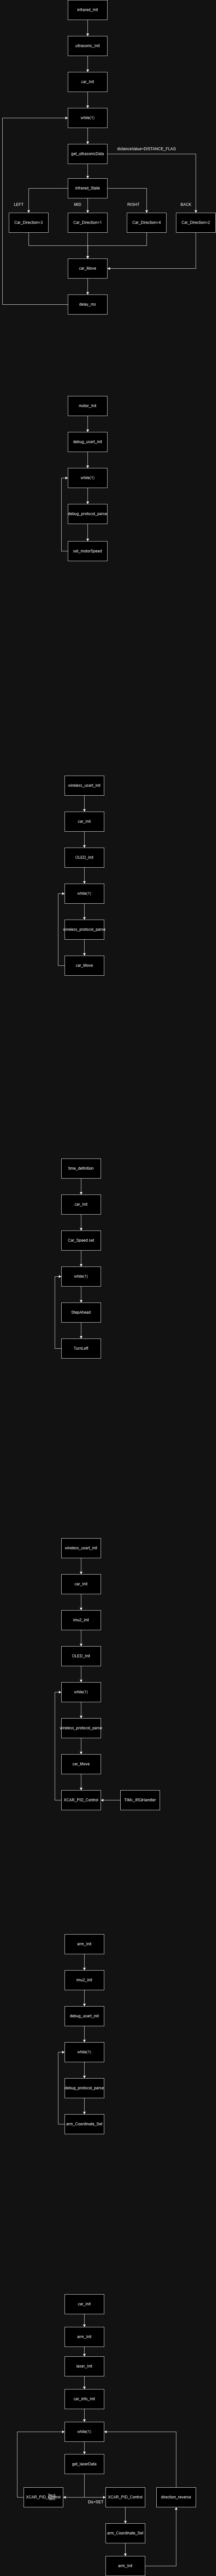 infrared_init
ultrasonic_init
car_init
while(1)
get_ultrasonicData
distanceValue<DISTANCE_FLAG
infrared_State
LEFT
MID
RIGHT
BACK
Car_Direction=3
Car_Direction=1
Car_Direction=4
Car_Direction=2
car_Move
delay_ms
motor_init
debug_usart_init
while(1)
debug_protocol_parse
set_motorSpeed
wireless_usart_init
car_init
OLED_Init
while(1)
wireless_protocol_parse
car_Move
time_definition
car_init
Car_Speed set
while(1)
StepAhead
TurnLeft
wireless_usart_init
car_init
imu2_init
OLED_Init
while(1)
wireless_protocol_parse
car_Move
XCAR_PID_Control
TIMx_IRQHandler
arm_init
imu2_init
debug_usart_init
while(1)
debug_protocol_parse
arm_Coordinate_Set
car_init
arm_init
laser_init
car_info_init
while(1)
get_laserData
XCAR_PID_Control
Dis<SET
XCAR_PID_Control
direction_reverse
arm_Coordinate_Set
arm_init